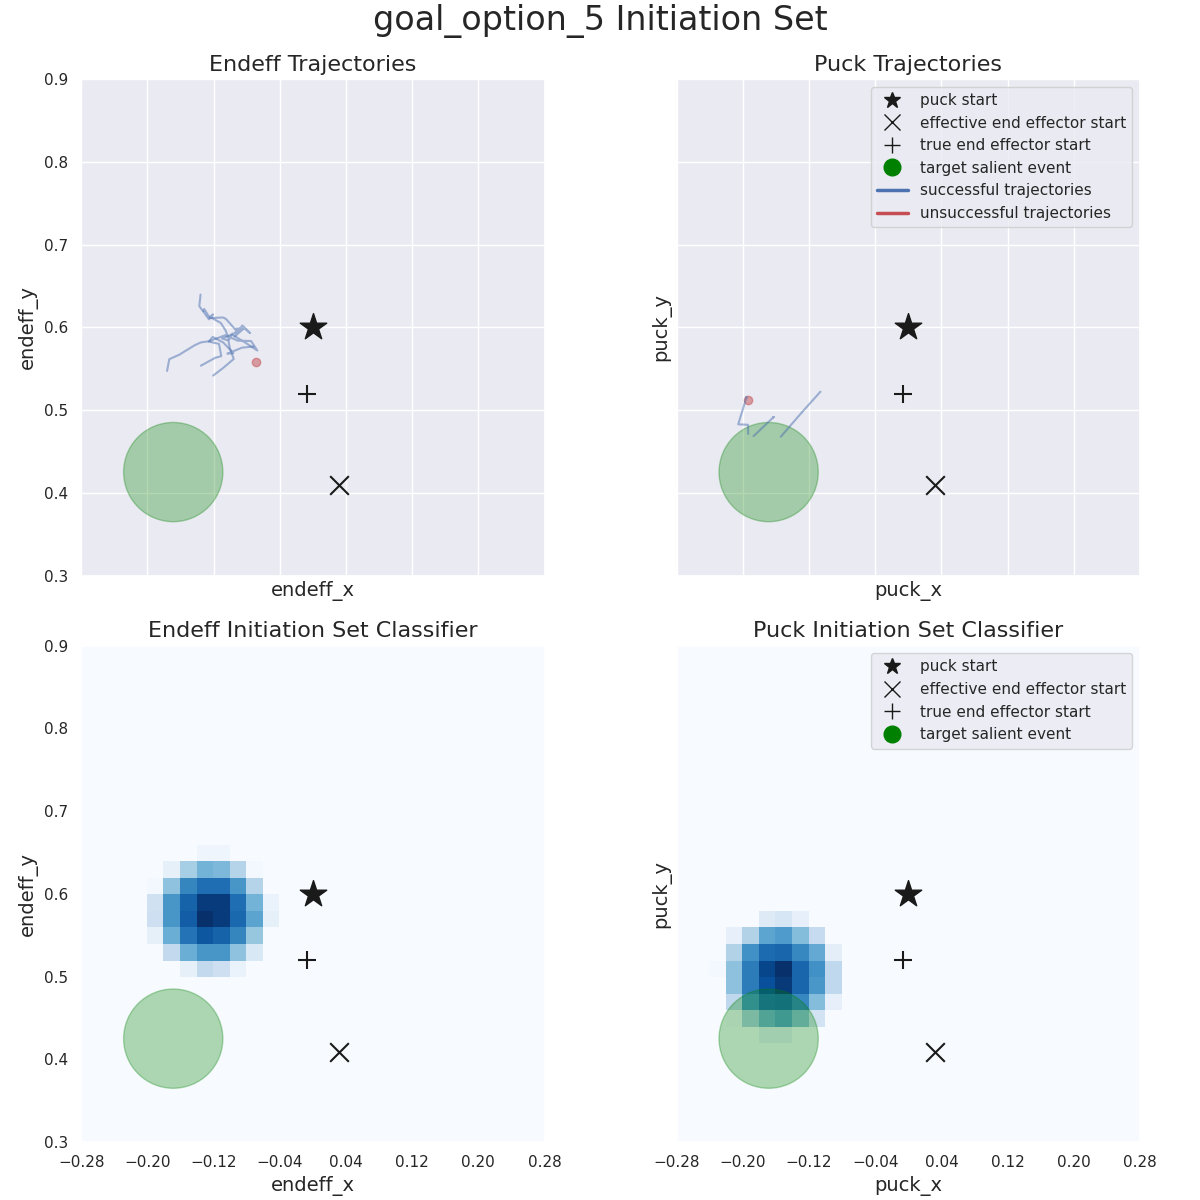 goal_option_5 Initiation Set
Endeff Trajectories
0.9
0.8
0.7
0.6
0.5
0.4
0.3
endeff_y
endeff_x
Puck Trajectories
puck start
effective end effector start
true end effector start
target salient event
successful trajectories
unsuccessful trajectories
puck_y
puck_x
Endeff Initiation Set Classifier
0.9
0.8
0.7
0.6
0.5
0.4
0.3
endeff_y
−0.28 −0.20 −0.12 −0.04 0.04 0.12 0.20 0.28
endeff_x
Puck Initiation Set Classifier
puck start
effective end effector start
true end effector start
target salient event
puck_y
−0.28 −0.20 −0.12 −0.04 0.04 0.12 0.20 0.28
puck_x